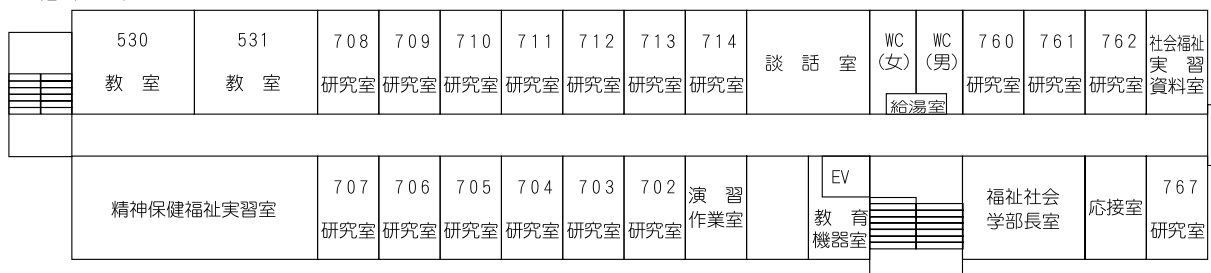 530 531 708 709 710 711 712 713 714 談話室 WC WC 760 761 762 社会福祉
教室 教室 研究室 研究室 研究室 研究室 研究室 研究室 研究室 (女) (男) 研究室 研究室 研究室 実習
資料室
給湯室
精神保健福祉実習室 707 706 705 704 703 702 演習 EV 福祉社会 応接室 767
研究室 研究室 研究室 研究室 研究室 研究室 作業室 教育 学部長室 研究室
機器室